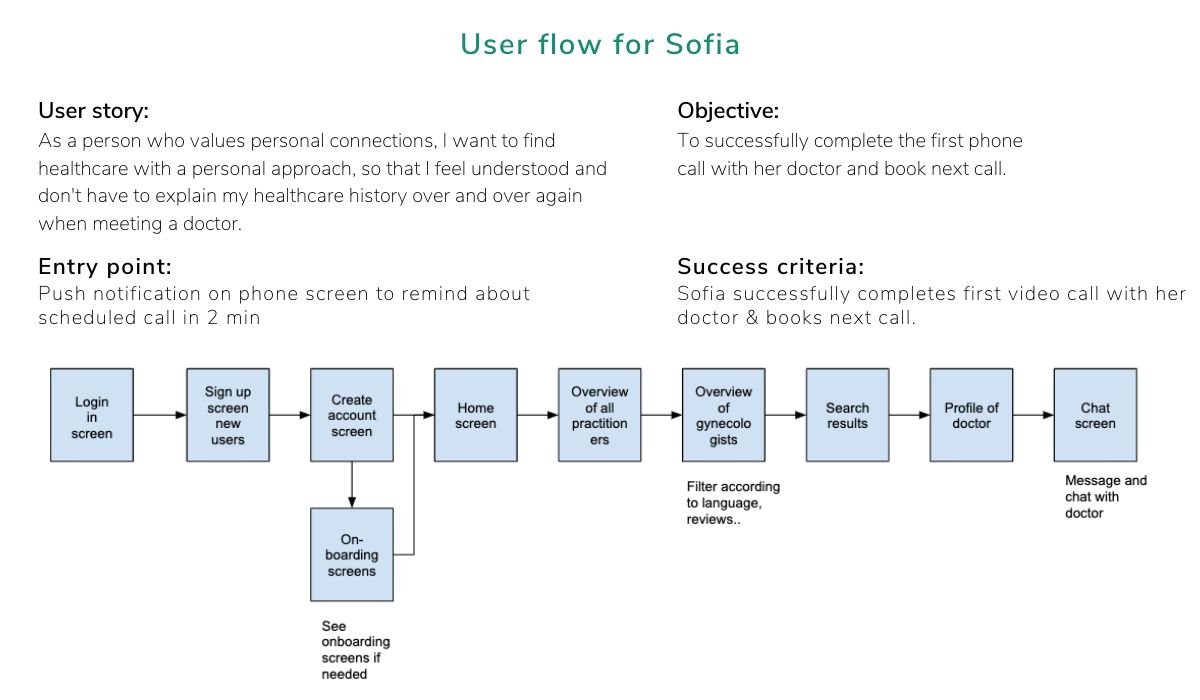 User flow for Sofia
User story:
As a person who values personal connections, I want to find
healthcare with a personal approach, so that I feel understood and
don't have to explain my healthcare history over and over again
when meeting a doctor.
Objective:
To successfully complete the first phone
call with her doctor and book next call.
Entry point:
Push notification on phone screen to remind about
scheduled call in 2 min
Success criteria:
Sofia successfully completes first video call with her
doctor & books next call.
Login
in
screen
Sign up
screen
new
users
Create
account
screen
Home
screen
Overview
of all
practition
ers
Overview
of
gynecolo
gists
Search
results
Profile of
doctor
Chat
screen
Filter according
to language,
reviews..
Message and
chat with
doctor
On-
boarding
screens
See
onboarding
screens if
needed